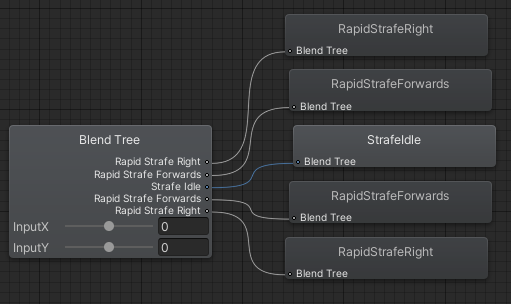 RapidStrafeRight
Blend Tree
RapidStrafeForwards
Blend Tree
Blend Tree
Rapid Strafe Right
Rapid Strafe Forwards
Strafe Idle
Rapid Strafe Forwards
Rapid Strafe Right
InputX 0
InputY 0
StrafeIdle
Blend Tree
RapidStrafeForwards
Blend Tree
RapidStrafeRight
Blend Tree